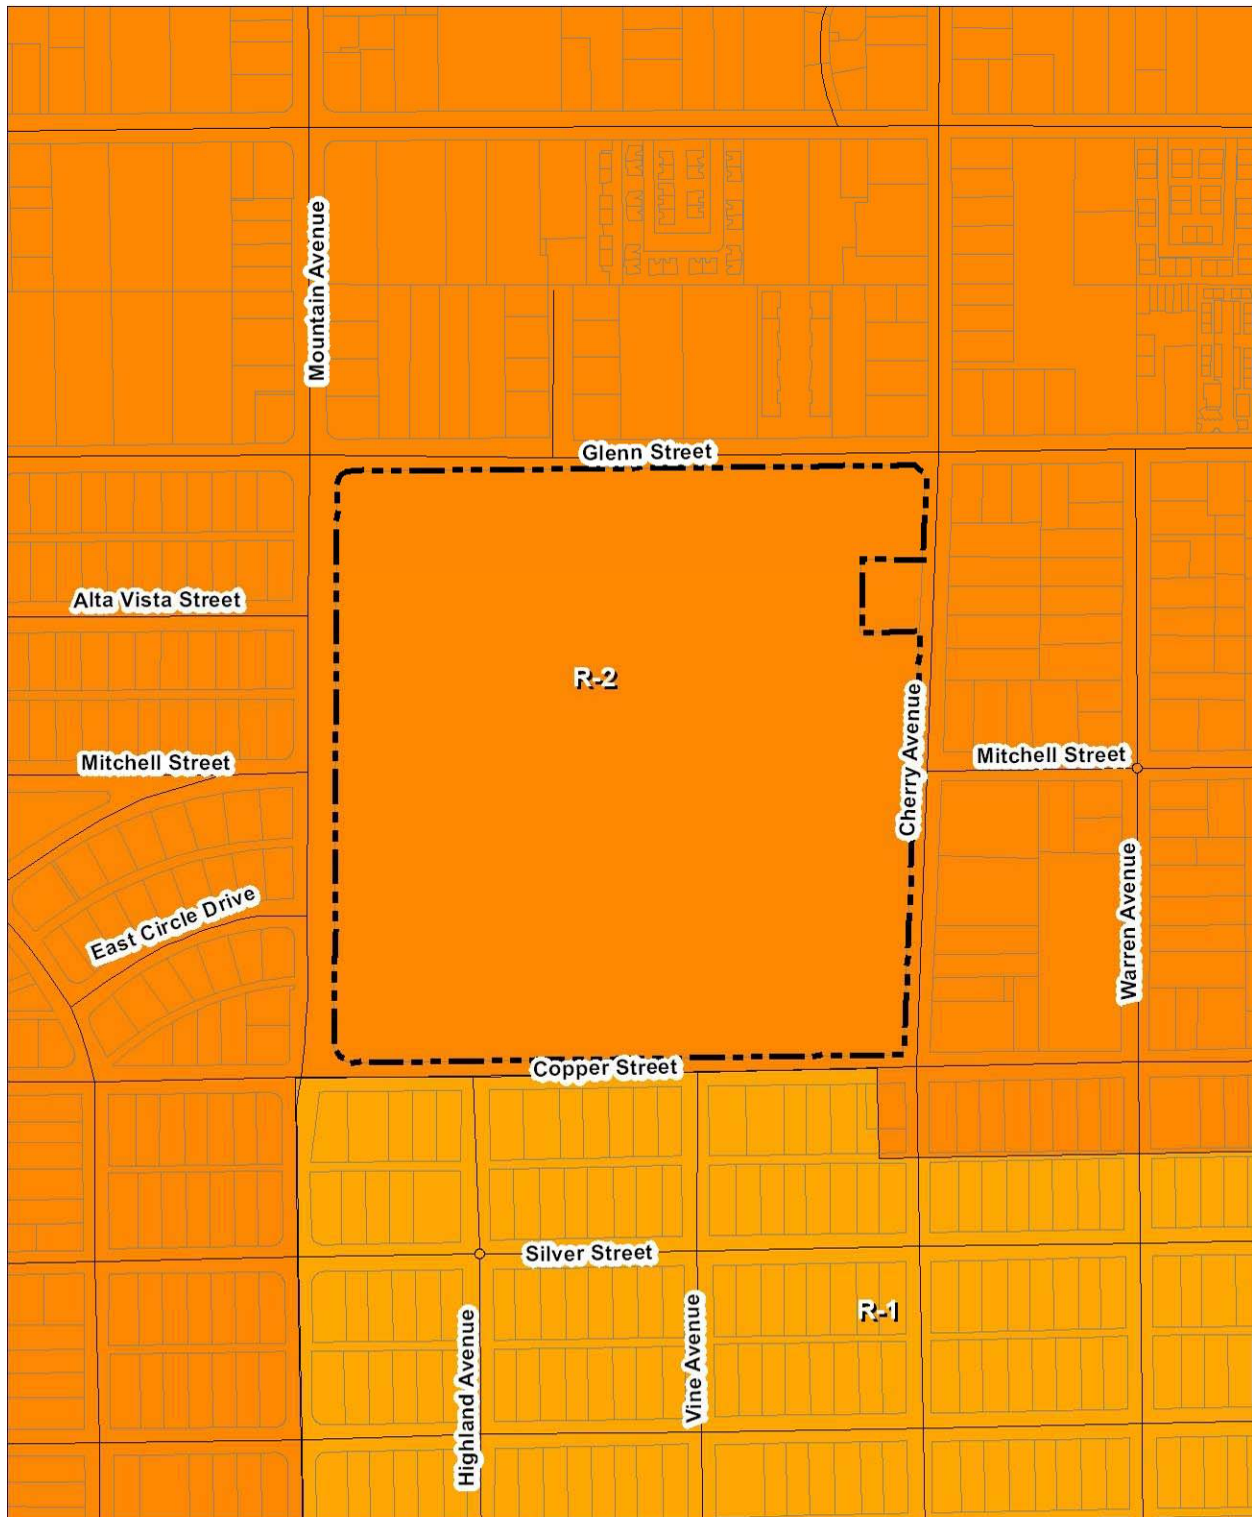 Mountain Avenue
Glenn Street
Alta Vista Street
R-2
Cherry Avenue
Mitchell Street
Mitchell Street
Warren Avenue
East Circle Drive
Copper Street
Silver Street
R-1
Highland Avenue
Vine Avenue